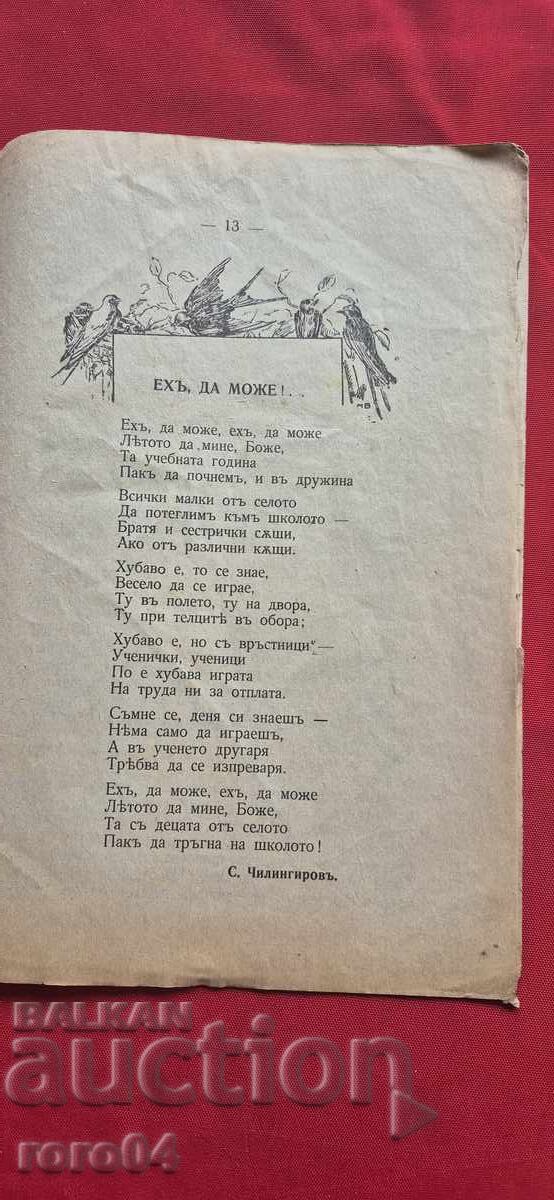 — 13 —
ЕХЪ, ДА МОЖЕ!..
Ехъ, да може, ехъ, да може
Лѣтото да мине, Боже,
Та учебната година
Пакъ да почнемъ, и въ дружина
Всички малки отъ селото
Да потеглимъ къмъ школото —
Братя и сестрички сѫщи,
Ако отъ различни кѫщи.
Хубаво е, то се знае,
Весело да се играе,
Ту въ полето, ту на двора,
Ту при телцитѣ въ обора;
Хубаво е, но съ връстници —
Ученички, ученици
По е хубава играта
На труда ни за отплата.
Съмне се, деня си знаешъ —
Нѣма само да играешъ,
А въ ученето другаря
Трѣбва да се изпреваря.
Ехъ, да може, ехъ, да може
Лѣтото да мине, Боже,
Та съ децата отъ селото
Пакъ да тръгна на школото!
С. Чилингировъ.
BALKAN
auction
roro04